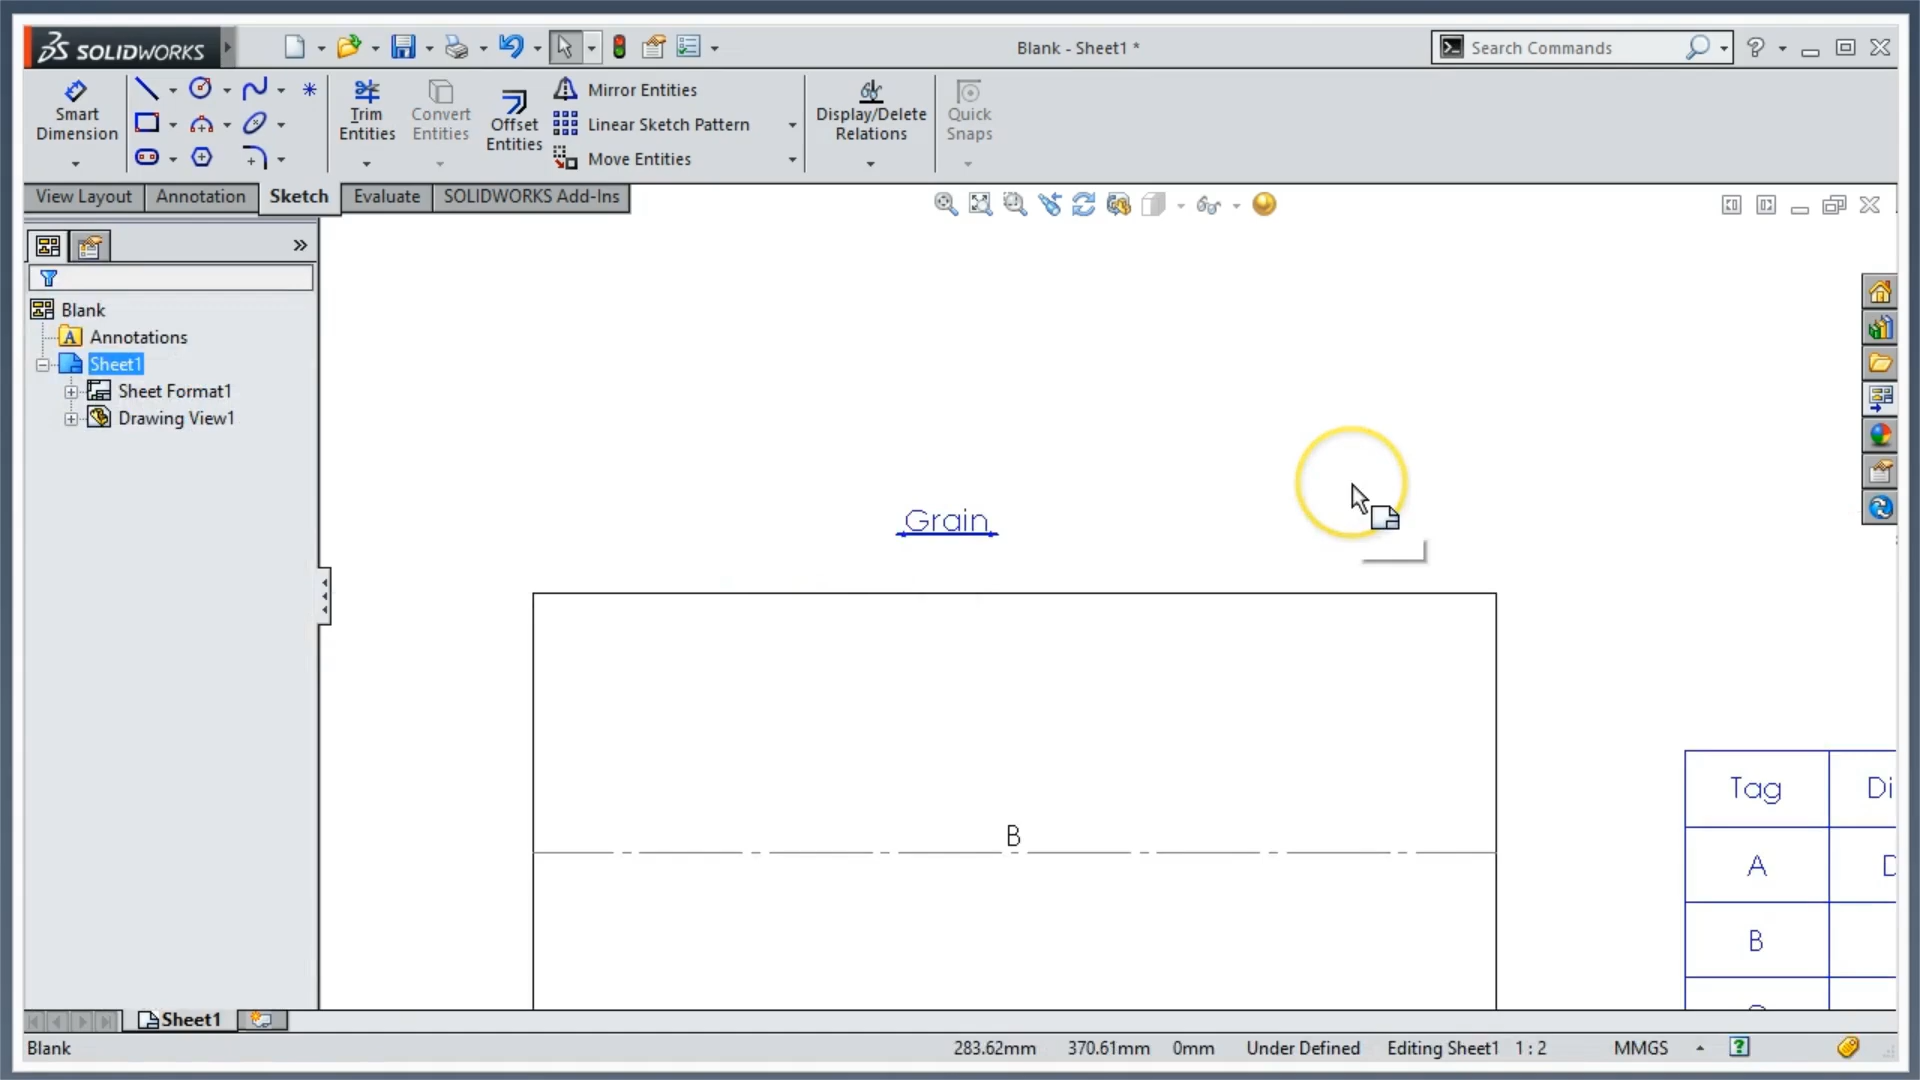 SOLIDWORKS
Blank - Sheet1 *
Search Commands
Smart Dimension
Trim Entities
Convert Entities
Offset Entities
Mirror Entities
Linear Sketch Pattern
Move Entities
Display/Delete Relations
Quick Snaps
View Layout
Annotation
Sketch
Evaluate
SOLIDWORKS Add-Ins
Blank
Annotations
Sheet1
Sheet Format1
Drawing View1
Grain
B
Tag
Di
A
D
B
Sheet1
Blank
283.62mm 370.61mm 0mm Under Defined Editing Sheet1 1 : 2 MMGS